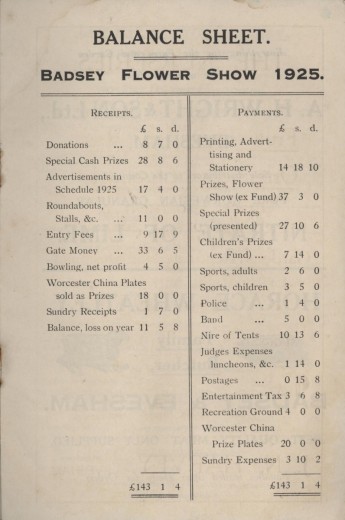 BALANCE SHEET.
BADSEY FLOWER SHOW 1925.
RECEIPTS.
£ s. d.
Donations ... 8 7 0
Special Cash Prizes 28 8 6
Advertisements in
Schedule 1925 17 4 0
Roundabouts,
Stalls, &c. ... 11 0 0
Entry Fees ... 9 17 9
Gate Money ... 33 6 5
Bowling, net profit 4 5 0
Worcester China Plates
sold as Prizes 18 0 0
Sundry Receipts 1 7 0
Balance, loss on year 11 5 8
£143 1 4
PAYMENTS.
£ s. d.
Printing, Advert-
tising and
Stationery 14 18 10
Prizes, Flower
Show (ex Fund) 37 3 0
Special Prizes
(presented) 27 10 6
Children's Prizes
(ex Fund) ... 7 14 0
Sports, adults 2 6 0
Sports, children 3 5 0
Police ... 1 4 0
Band ... 5 0 0
Nire of Tents 10 13 6
Judges Expenses
luncheons, &c. 1 14 0
Postages ... 0 15 8
Entertainment Tax 3 6 8
Recreation Ground 4 0 0
Worcester China
Prize Plates 20 0 0
Sundry Expenses 3 10 2
£143 1 4